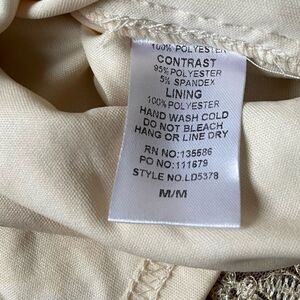 100% POLYESTER
CONTRAST
95% POLYESTER
5% SPANDEX
LINING
100% POLYESTER
HAND WASH COLD
DO NOT BLEACH
HANG OR LINE DRY
RN NO:135586
PO NO:111679
STYLE NO.LD5378
M/M